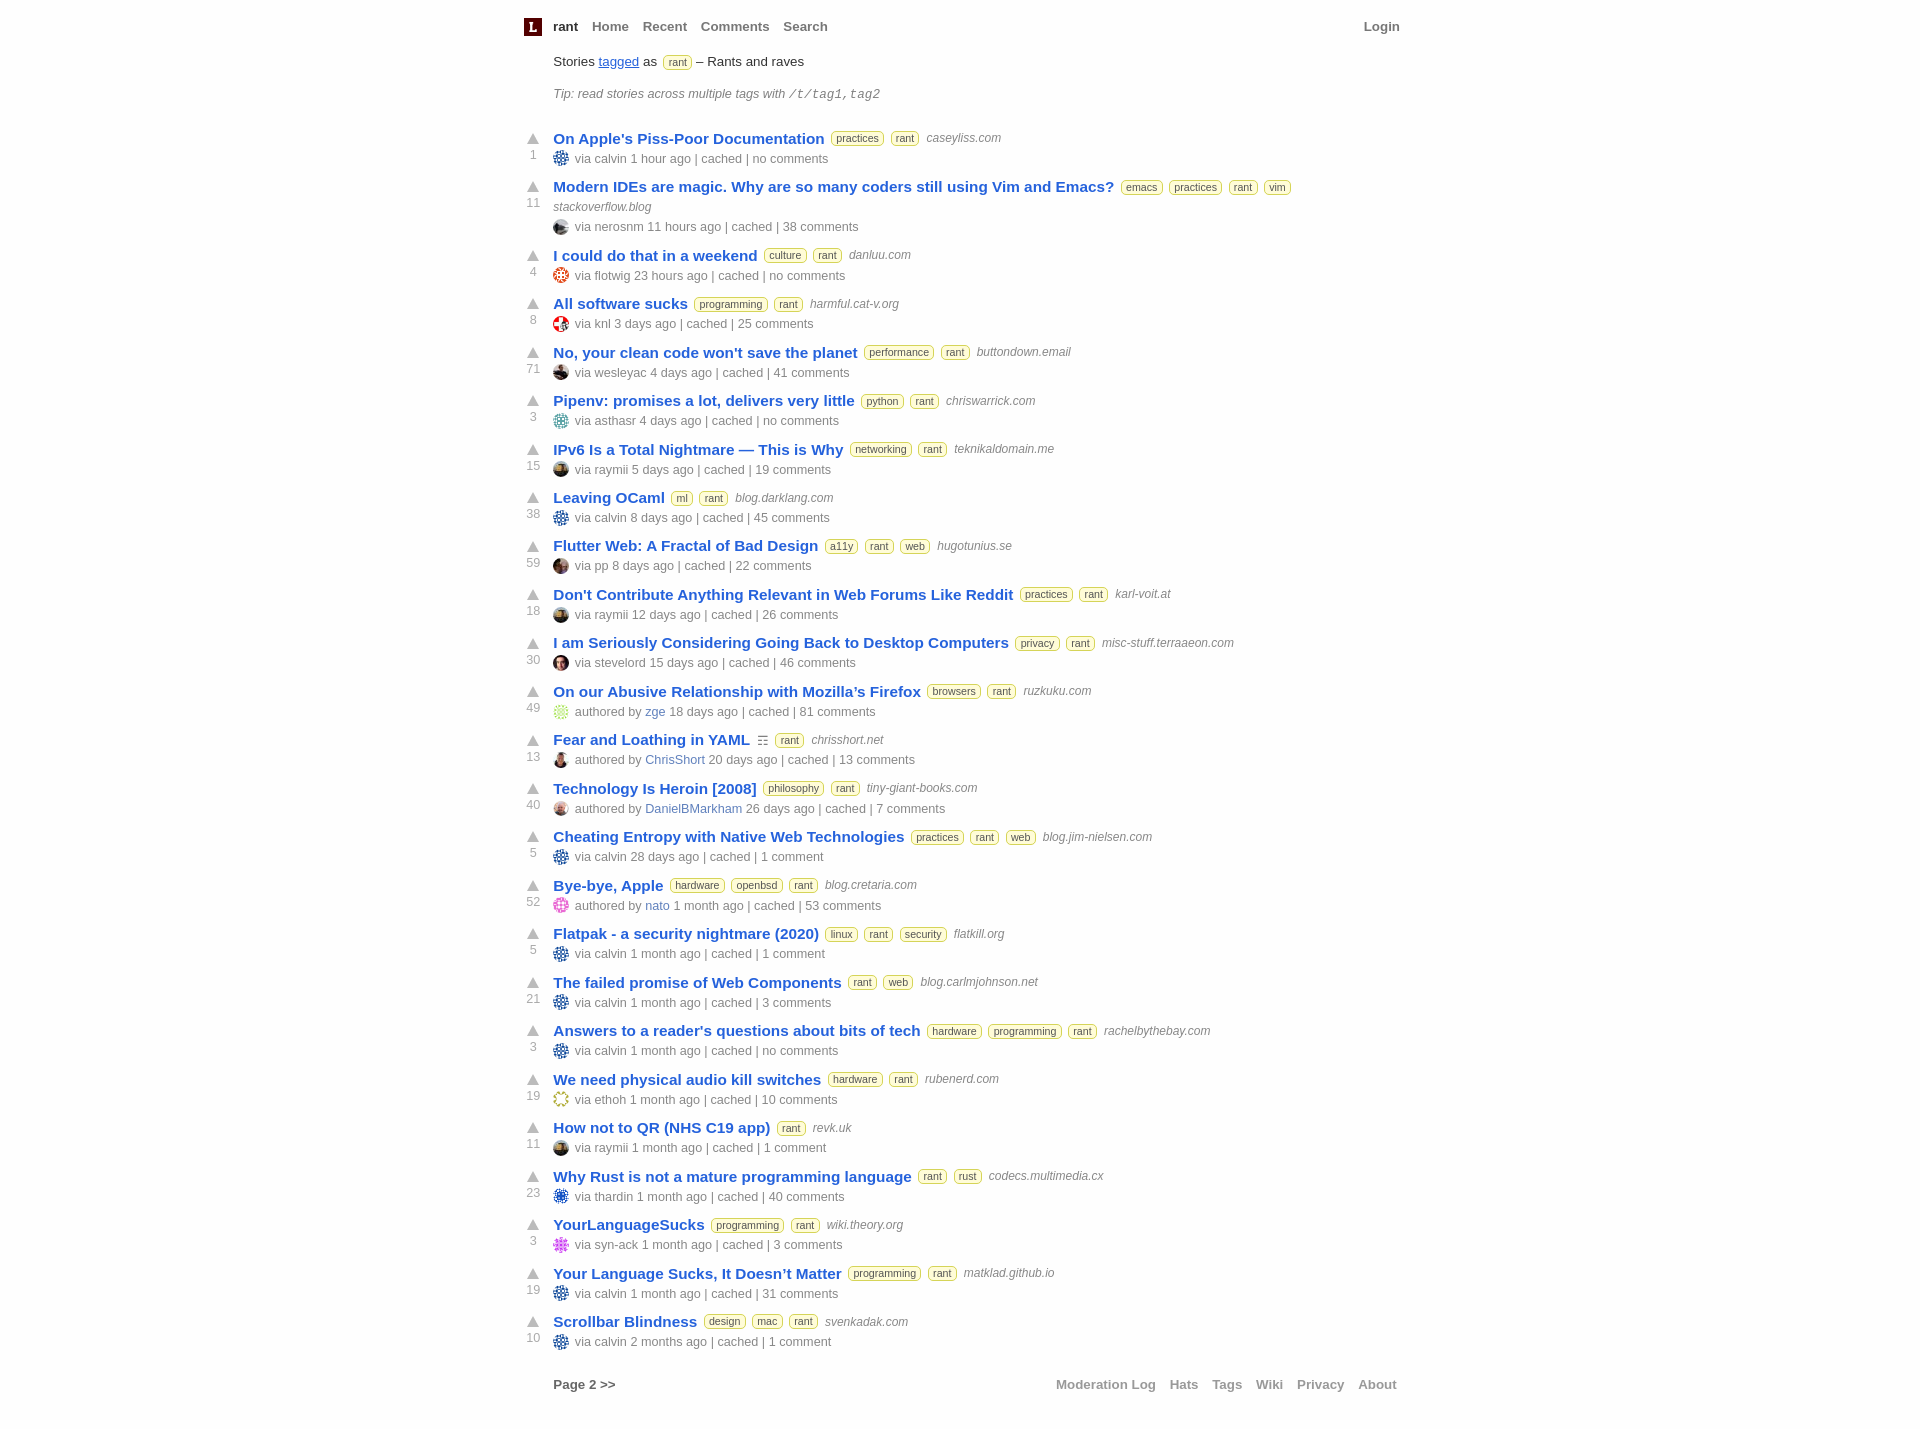 L rant Home Recent Comments Search Login
Stories tagged as rant – Rants and raves
Tip: read stories across multiple tags with /t/tag1,tag2
On Apple's Piss-Poor Documentation practices rant caseyliss.com
1 via calvin 1 hour ago | cached | no comments
Modern IDEs are magic. Why are so many coders still using Vim and Emacs? emacs practices rant vim
11 stackoverflow.blog
via nerosnm 11 hours ago | cached | 38 comments
I could do that in a weekend culture rant danluu.com
4 via flotwig 23 hours ago | cached | no comments
All software sucks programming rant harmful.cat-v.org
8 via knl 3 days ago | cached | 25 comments
No, your clean code won't save the planet performance rant buttondown.email
71 via wesleyac 4 days ago | cached | 41 comments
Pipenv: promises a lot, delivers very little python rant chriswarrick.com
3 via asthasr 4 days ago | cached | no comments
IPv6 Is a Total Nightmare — This is Why networking rant teknikaldomain.me
15 via raymii 5 days ago | cached | 19 comments
Leaving OCaml ml rant blog.darklang.com
38 via calvin 8 days ago | cached | 45 comments
Flutter Web: A Fractal of Bad Design a11y rant web hugotunius.se
59 via pp 8 days ago | cached | 22 comments
Don't Contribute Anything Relevant in Web Forums Like Reddit practices rant karl-voit.at
18 via raymii 12 days ago | cached | 26 comments
I am Seriously Considering Going Back to Desktop Computers privacy rant misc-stuff.terraaeon.com
30 via stevelord 15 days ago | cached | 46 comments
On our Abusive Relationship with Mozilla’s Firefox browsers rant ruzkuku.com
49 authored by zge 18 days ago | cached | 81 comments
Fear and Loathing in YAML ☶ rant chrisshort.net
13 authored by ChrisShort 20 days ago | cached | 13 comments
Technology Is Heroin [2008] philosophy rant tiny-giant-books.com
40 authored by DanielBMarkham 26 days ago | cached | 7 comments
Cheating Entropy with Native Web Technologies practices rant web blog.jim-nielsen.com
5 via calvin 28 days ago | cached | 1 comment
Bye-bye, Apple hardware openbsd rant blog.cretaria.com
52 authored by nato 1 month ago | cached | 53 comments
Flatpak - a security nightmare (2020) linux rant security flatkill.org
5 via calvin 1 month ago | cached | 1 comment
The failed promise of Web Components rant web blog.carlmjohnson.net
21 via calvin 1 month ago | cached | 3 comments
Answers to a reader's questions about bits of tech hardware programming rant rachelbythebay.com
3 via calvin 1 month ago | cached | no comments
We need physical audio kill switches hardware rant rubenerd.com
19 via ethoh 1 month ago | cached | 10 comments
How not to QR (NHS C19 app) rant revk.uk
11 via raymii 1 month ago | cached | 1 comment
Why Rust is not a mature programming language rant rust codecs.multimedia.cx
23 via thardin 1 month ago | cached | 40 comments
YourLanguageSucks programming rant wiki.theory.org
3 via syn-ack 1 month ago | cached | 3 comments
Your Language Sucks, It Doesn’t Matter programming rant matklad.github.io
19 via calvin 1 month ago | cached | 31 comments
Scrollbar Blindness design mac rant svenkadak.com
10 via calvin 2 months ago | cached | 1 comment
Page 2 >> Moderation Log Hats Tags Wiki Privacy About